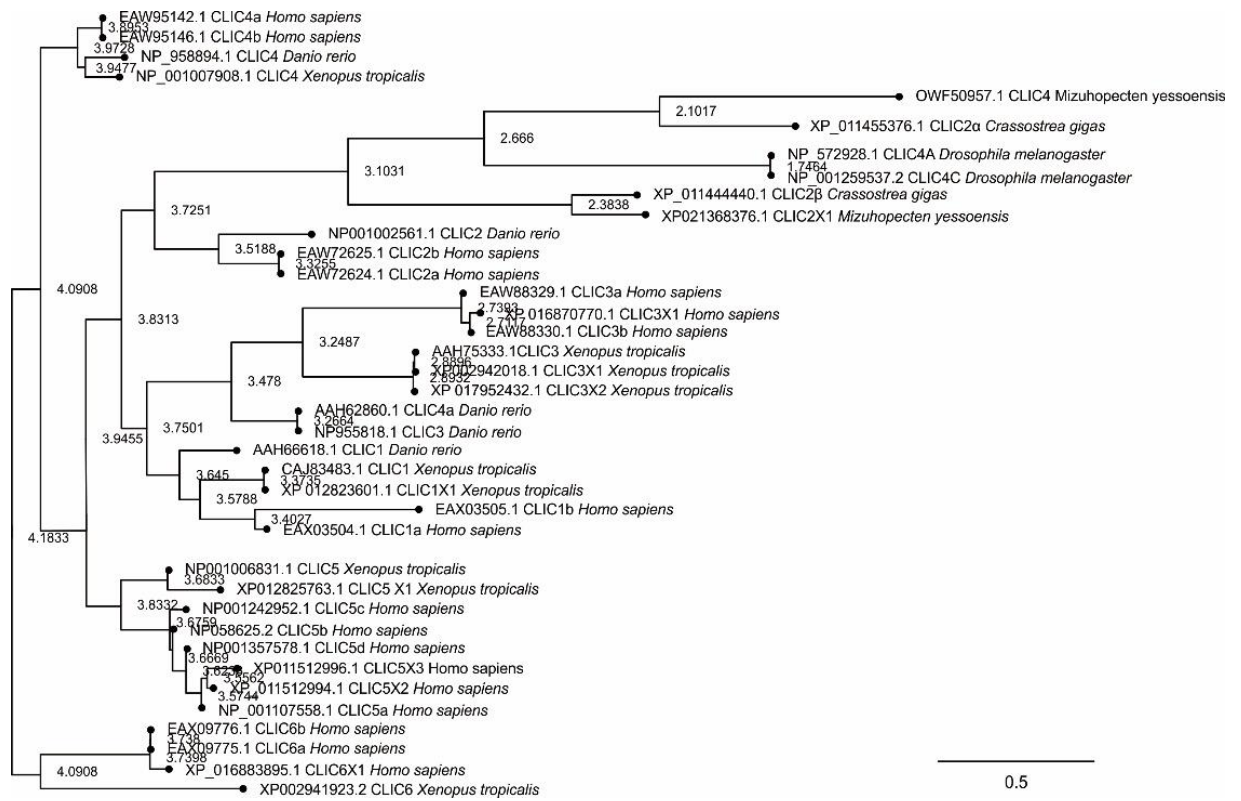 EAW95142.1 CLIC4a Homo sapiens
3.8953
EAW95146.1 CLIC4b Homo sapiens
3.9728
NP_958894.1 CLIC4 Danio rerio
3.9477
NP_001007908.1 CLIC4 Xenopus tropicalis
OWF50957.1 CLIC4 Mizuhopecten yessoensis
2.1017
XP_011455376.1 CLIC2α Crassostrea gigas
2.666
NP_572928.1 CLIC4A Drosophila melanogaster
1.7464
NP_001259537.2 CLIC4C Drosophila melanogaster
3.1031
XP_011444440.1 CLIC2β Crassostrea gigas
2.3838
XP021368376.1 CLIC2X1 Mizuhopecten yessoensis
3.7251
NP001002561.1 CLIC2 Danio rerio
3.5188
EAW72625.1 CLIC2b Homo sapiens
3.3255
EAW72624.1 CLIC2a Homo sapiens
4.0908
EAW88329.1 CLIC3a Homo sapiens
2.7393
XP_016870770.1 CLIC3X1 Homo sapiens
3.8313
EAW88330.1 CLIC3b Homo sapiens
3.2487
AAH75333.1CLIC3 Xenopus tropicalis
2.8896
XP002942018.1 CLIC3X1 Xenopus tropicalis
2.8932
3.478
XP 017952432.1 CLIC3X2 Xenopus tropicalis
AAH62860.1 CLIC4a Danio rerio
3.2664
3.7501
NP955818.1 CLIC3 Danio rerio
3.9455
AAH66618.1 CLIC1 Danio rerio
CAJ83483.1 CLIC1 Xenopus tropicalis
3.645
3.3735
XP 012823601.1 CLIC1X1 Xenopus tropicalis
3.5788
EAX03505.1 CLIC1b Homo sapiens
3.4027
EAX03504.1 CLIC1a Homo sapiens
4.1833
NP001006831.1 CLIC5 Xenopus tropicalis
3.6833
XP012825763.1 CLIC5 X1 Xenopus tropicalis
3.8332
NP001242952.1 CLIC5c Homo sapiens
3.6759
NP058625.2 CLIC5b Homo sapiens
NP_001357578.1 CLIC5d Homo sapiens
3.6669
XP011512996.1 CLIC5X3 Homo sapiens
3.5562
XP_011512994.1 CLIC5X2 Homo sapiens
3.5744
NP_001107558.1 CLIC5a Homo sapiens
EAX09776.1 CLIC6b Homo sapiens
3.738
EAX09775.1 CLIC6a Homo sapiens
3.7398
XP_016883895.1 CLIC6X1 Homo sapiens
4.0908
XP002941923.2 CLIC6 Xenopus tropicalis
0.5